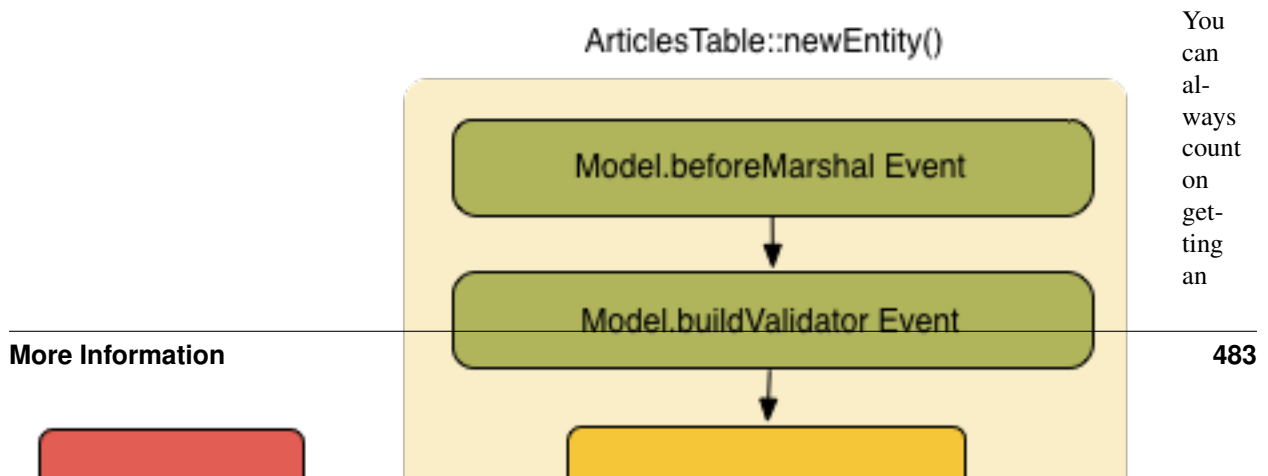 ArticlesTable::newEntity()
Model.beforeMarshal Event
Model.buildValidator Event
You
can
al-
ways
count
on
get-
ting
an
More Information
483